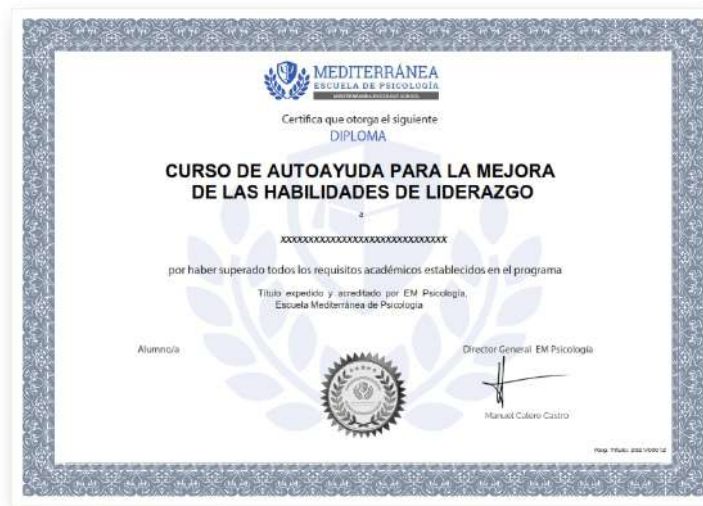 MEDITERRÁNEA
ESCUELA DE PSICOLOGÍA
Certifica que otorga el siguiente
DIPLOMA
CURSO DE AUTOAYUDA PARA LA MEJORA
DE LAS HABILIDADES DE LIDERAZGO
a
xxxxxxxxxxxxxxxxxxxxxxxxxxxxxx
por haber superado todos los requisitos académicos establecidos en el programa
Título expedido y acreditado por EM Psicología,
Escuela Mediterránea de Psicología
Alumno/a
Director General EM Psicología
Manuel Calero Castro